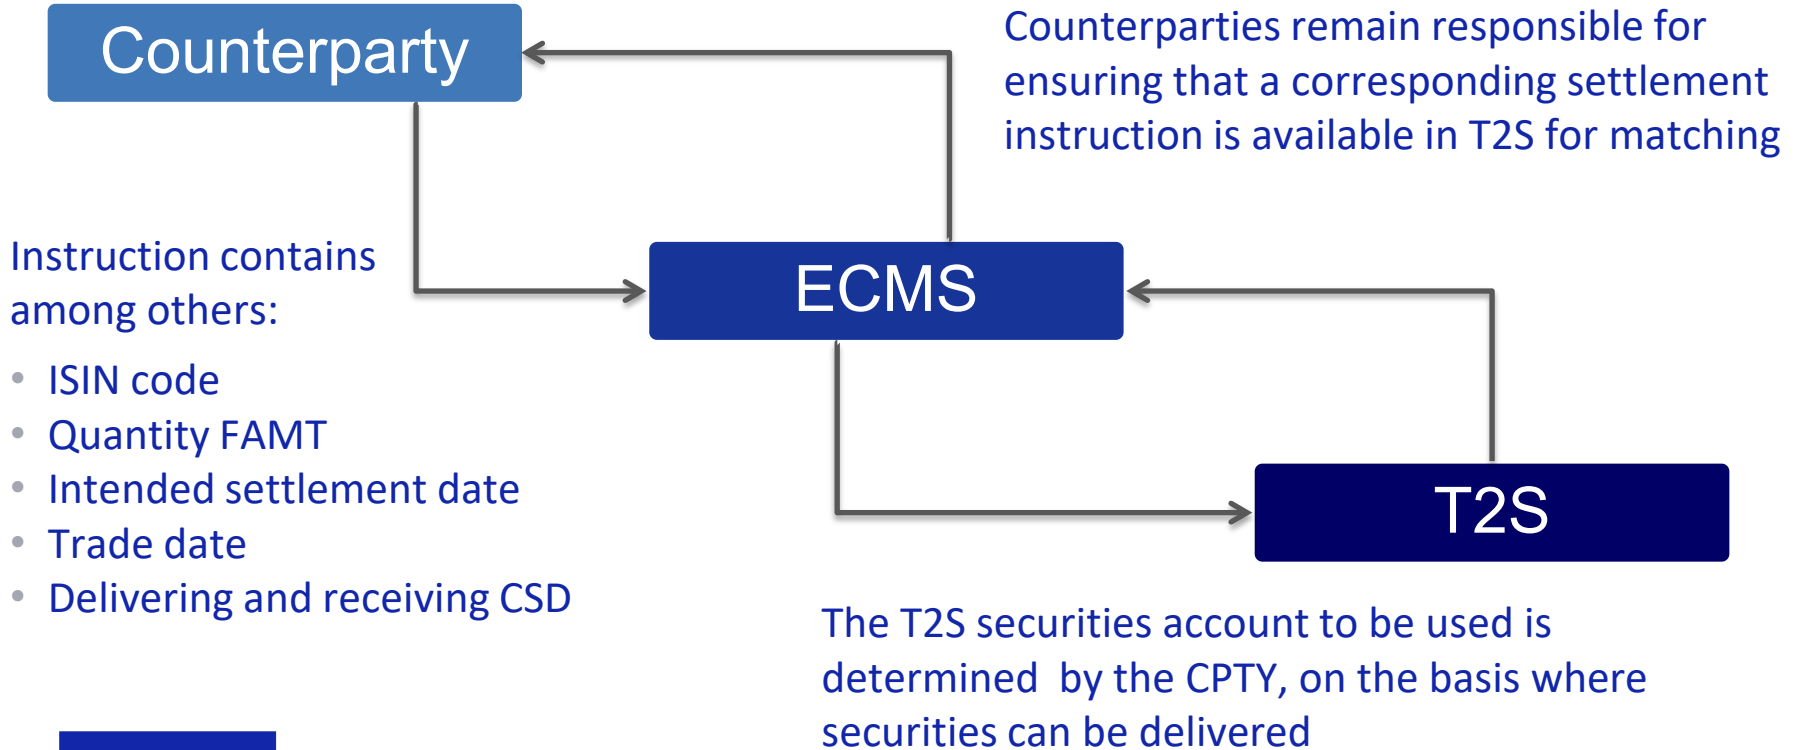 Counterparty
Counterparties remain responsible for
ensuring that a corresponding settlement
instruction is available in T2S for matching
Instruction contains
among others:
• ISIN code
• Quantity FAMT
• Intended settlement date
• Trade date
• Delivering and receiving CSD
ECMS
T2S
The T2S securities account to be used is
determined  by the CPTY, on the basis where
securities can be delivered